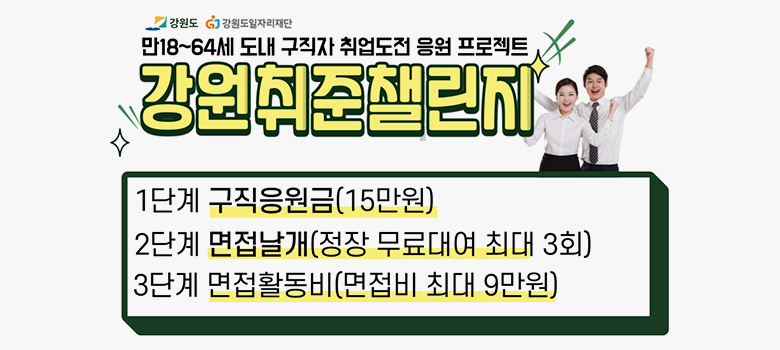 강원도 강원도일자리재단
만18~64세 도내 구직자 취업도전 응원 프로젝트
강원취준챌린지
1단계 구직응원금(15만원)
2단계 면접날개(정장 무료대여 최대 3회)
3단계 면접활동비(면접비 최대 9만원)